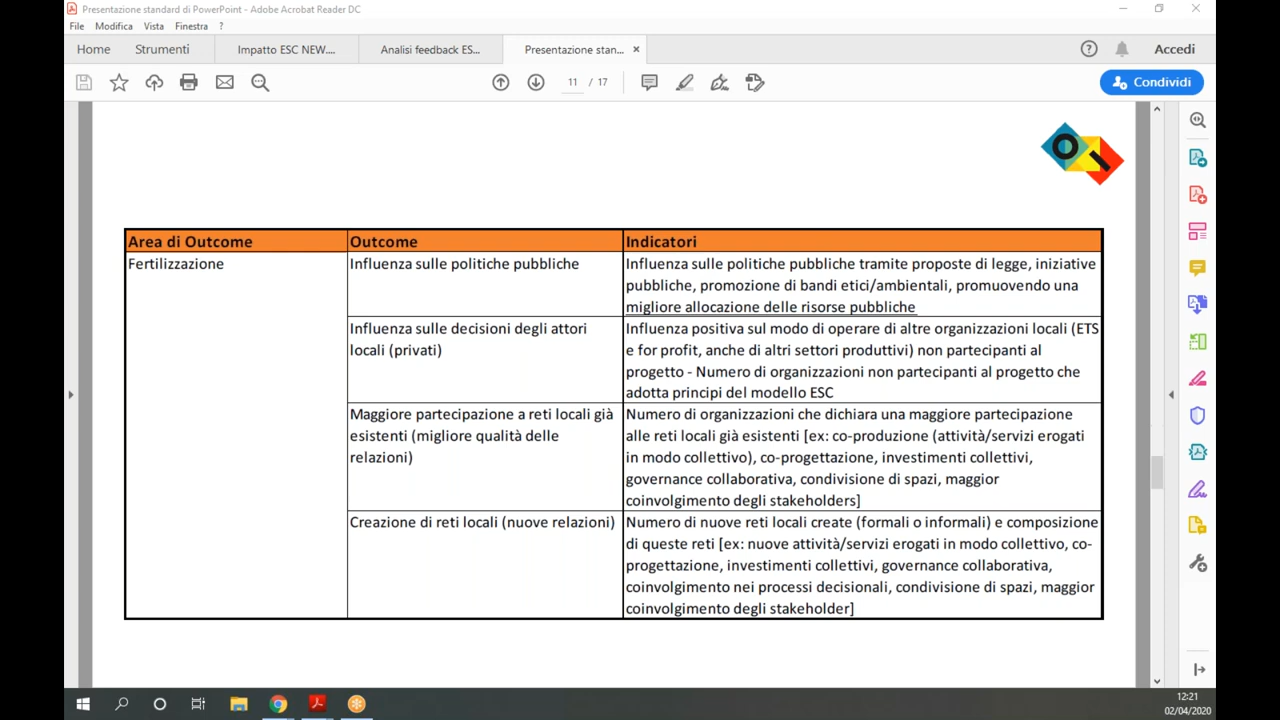 Presentazione standard di PowerPoint - Adobe Acrobat Reader DC
File Modifica Vista Finestra ?
Home Strumenti Impatto ESC NEW.... Analisi feedback ES... Presentazione stan... × ? Accedi
11 / 17 Condividi
Area di Outcome Outcome Indicatori
Fertilizzazione Influenza sulle politiche pubbliche Influenza sulle politiche pubbliche tramite proposte di legge, iniziative
pubbliche, promozione di bandi etici/ambientali, promuovendo una
migliore allocazione delle risorse pubbliche
Influenza sulle decisioni degli attori
locali (privati)
Influenza positiva sul modo di operare di altre organizzazioni locali (ETS
e for profit, anche di altri settori produttivi) non partecipanti al
progetto - Numero di organizzazioni non partecipanti al progetto che
adotta principi del modello ESC
Maggiore partecipazione a reti locali già
esistenti (migliore qualità delle
relazioni)
Numero di organizzazioni che dichiara una maggiore partecipazione
alle reti locali già esistenti [ex: co-produzione (attività/servizi erogati
in modo collettivo), co-progettazione, investimenti collettivi,
governance collaborativa, condivisione di spazi, maggior
coinvolgimento degli stakeholders]
Creazione di reti locali (nuove relazioni)
Numero di nuove reti locali create (formali o informali) e composizione
di queste reti [ex: nuove attività/servizi erogati in modo collettivo, co-
progettazione, investimenti collettivi, governance collaborativa,
coinvolgimento nei processi decisionali, condivisione di spazi, maggior
coinvolgimento degli stakeholder]
12:21
02/04/2020